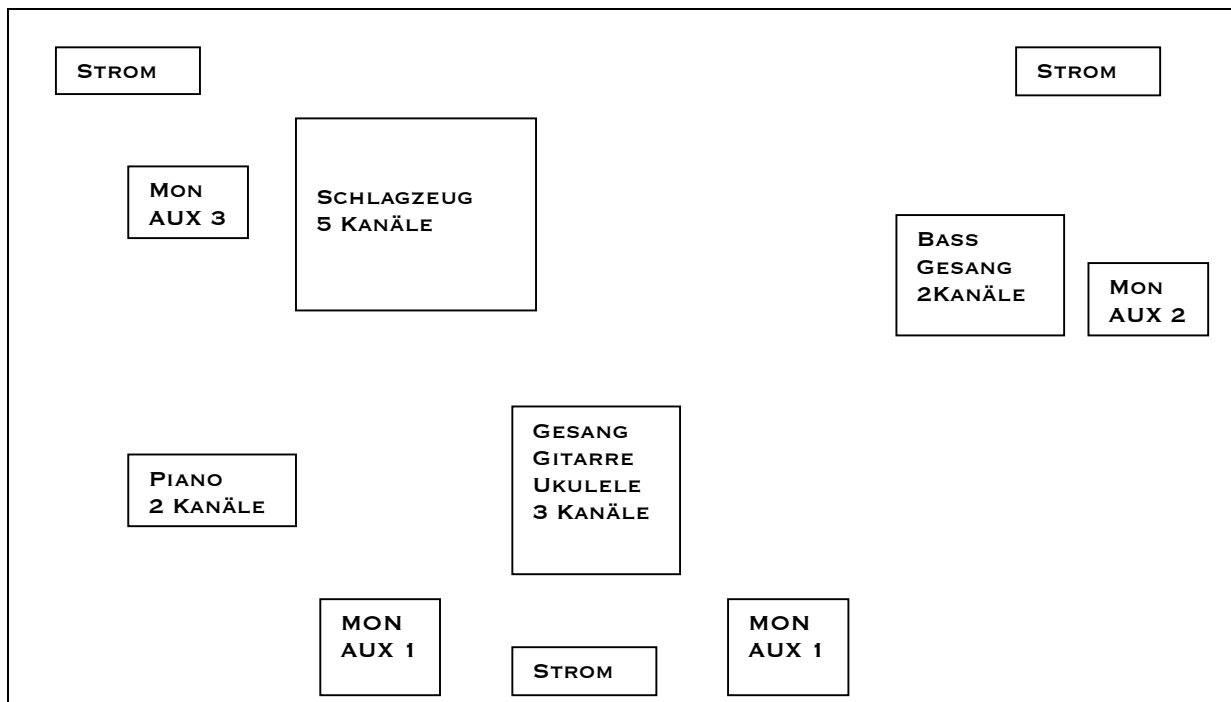 STROM
STROM
MON
AUX 3
SCHLAGZEUG
5 KANÄLE
BASS
GESANG
2KANÄLE
MON
AUX 2
GESANG
GITARRE
UKULELE
3 KANÄLE
PIANO
2 KANÄLE
MON
AUX 1
STROM
MON
AUX 1